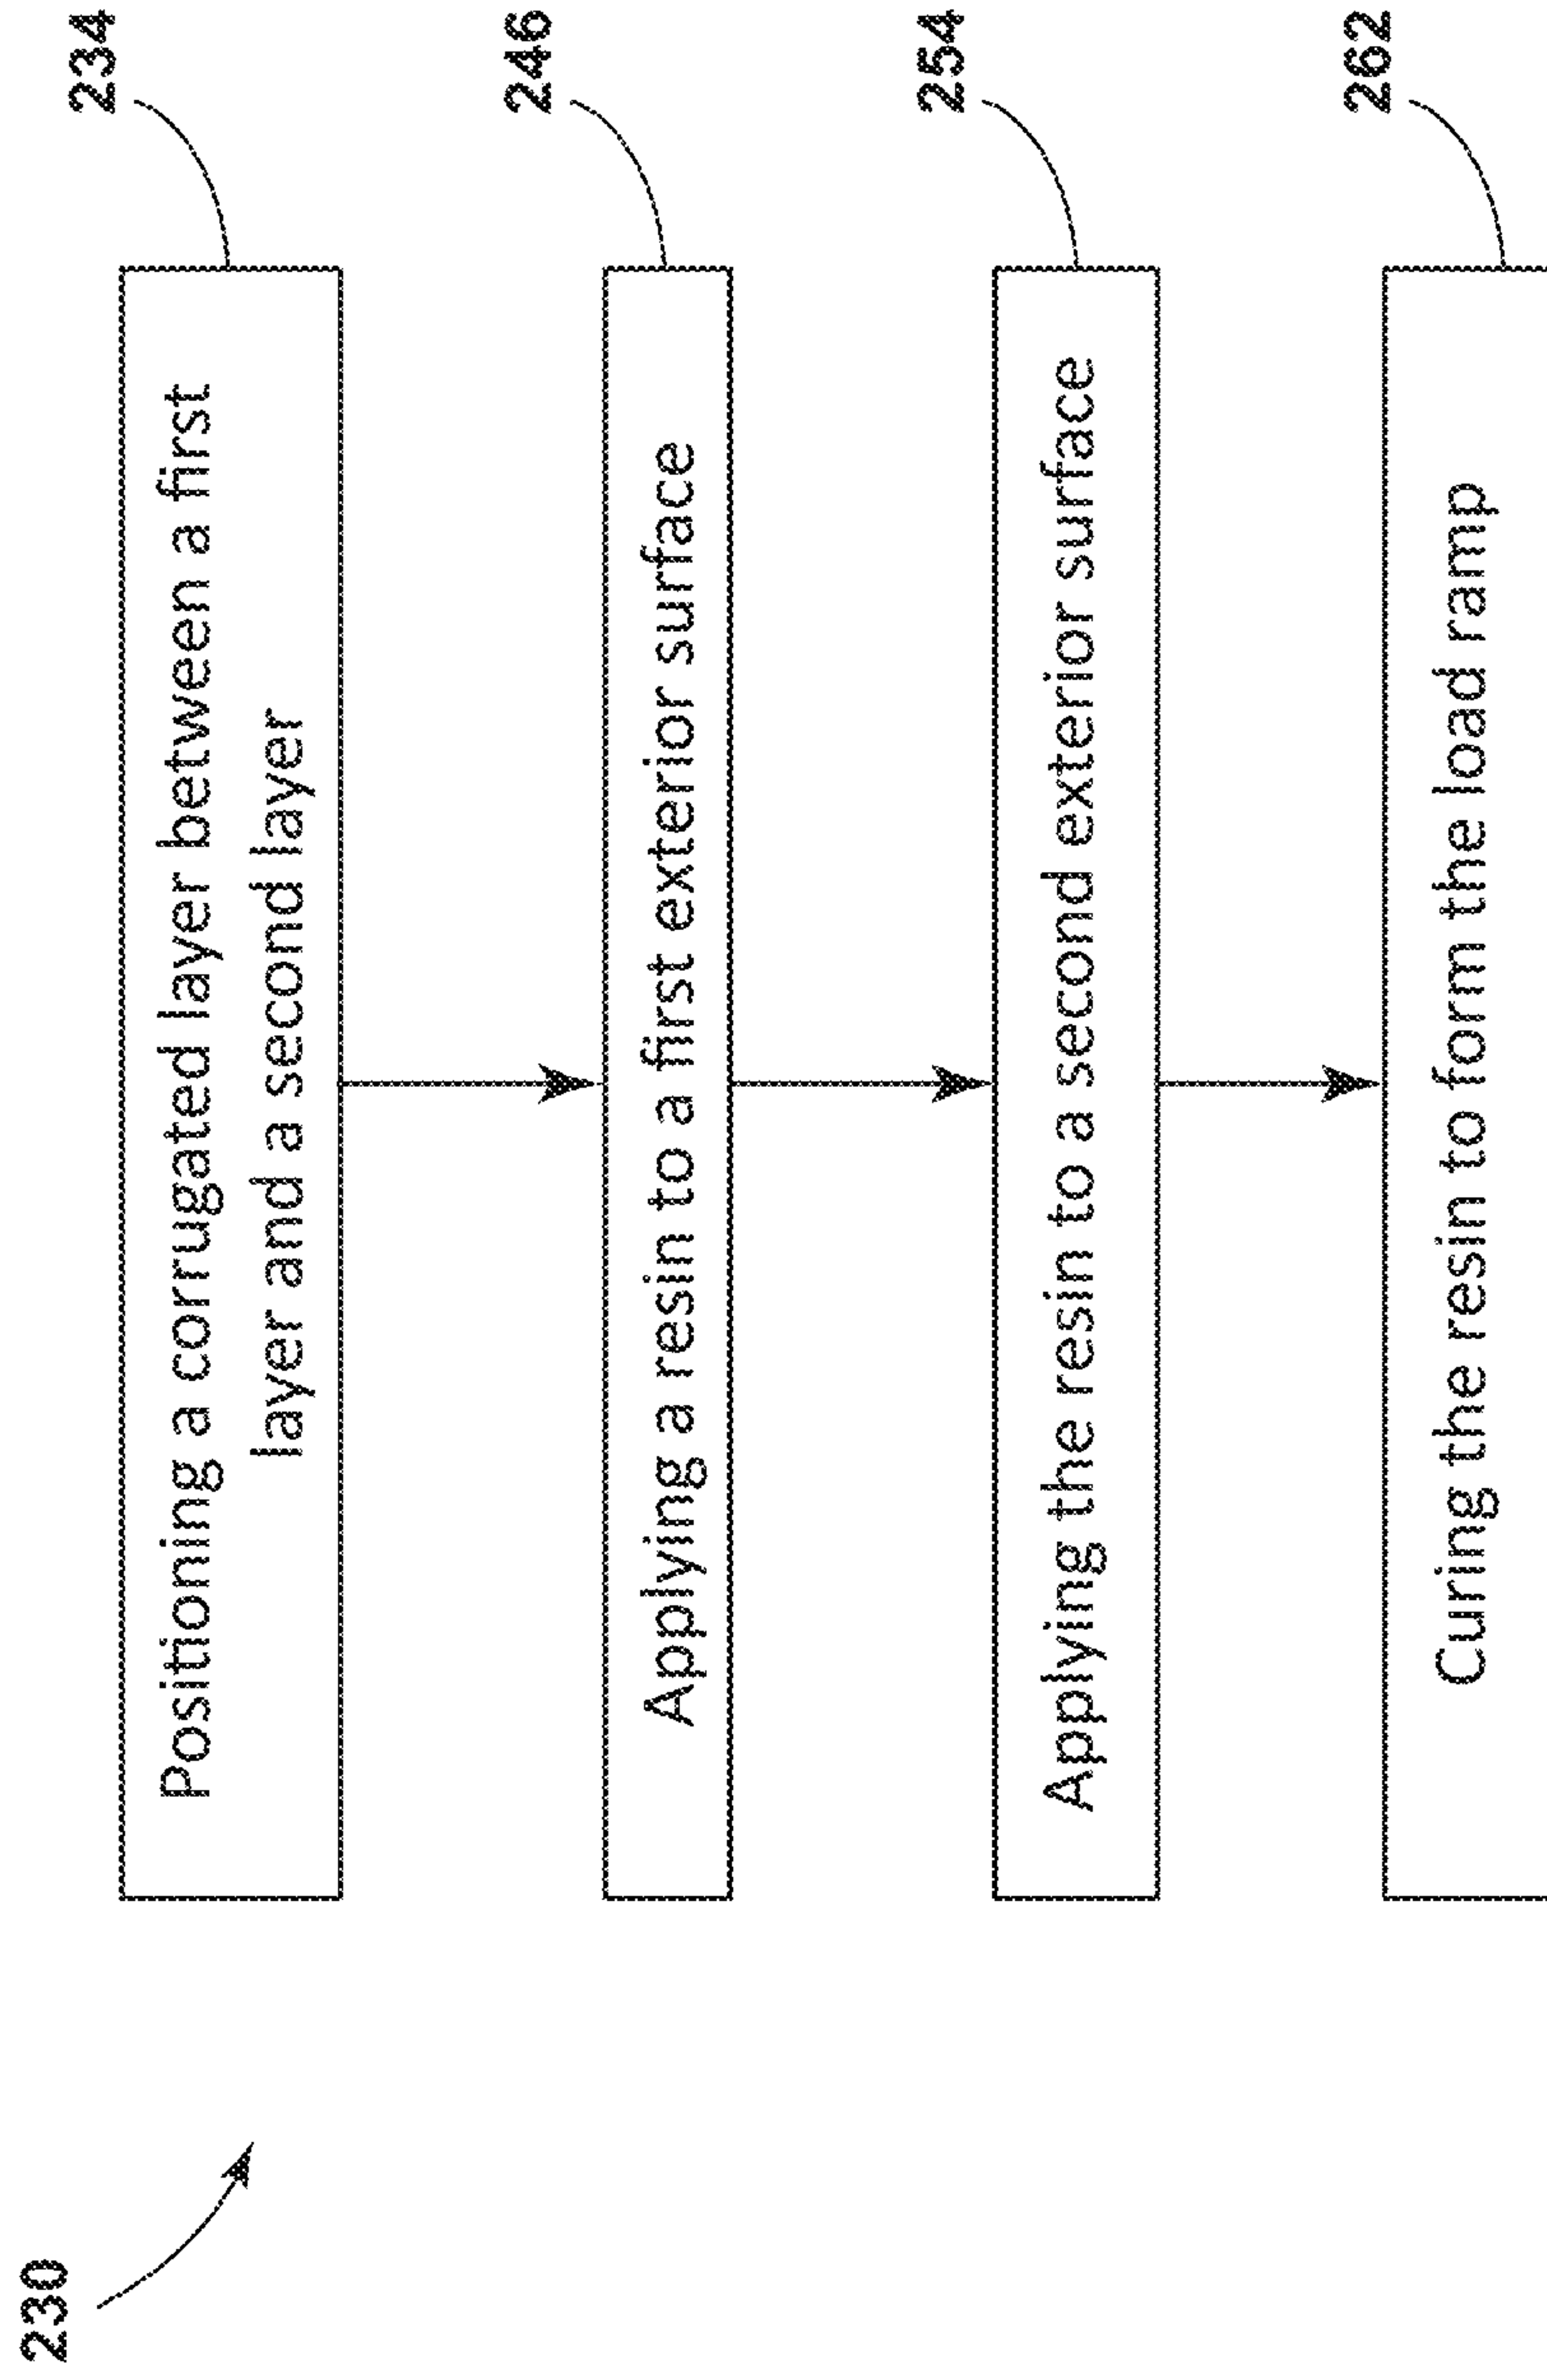 230
234
Positioning a corrugated layer between a first
layer and a second layer
246
Applying a resin to a first exterior surface
254
Applying the resin to a second exterior surface
262
Curing the resin to form the load ramp